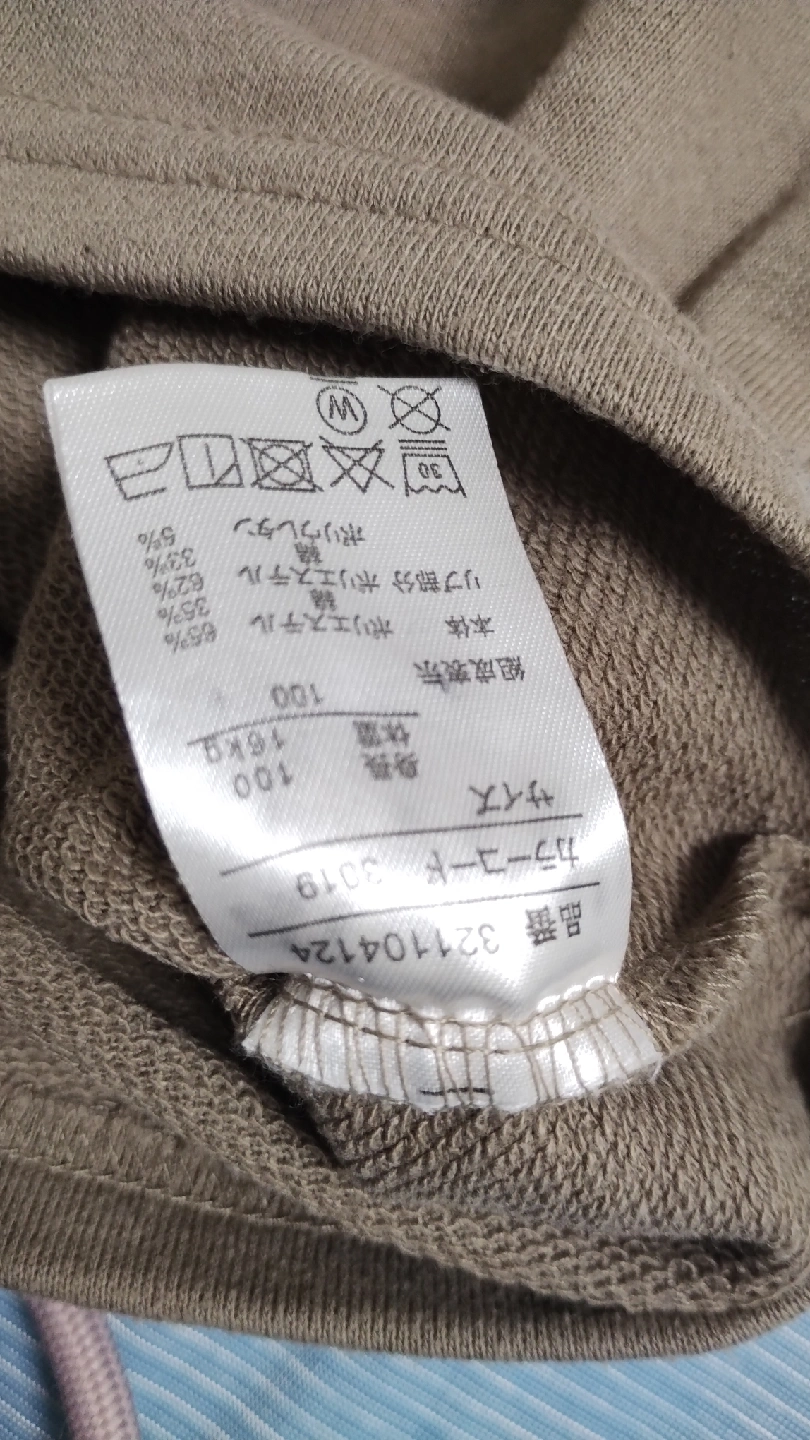 品番 321104124
カラーコード 3019
サイズ
身長 100
体重 16kg
100
組成表示
本体 ポリエステル 65%
綿 35%
リブ部分 ポリエステル 62%
綿 33%
ポリウレタン 5%
30
W